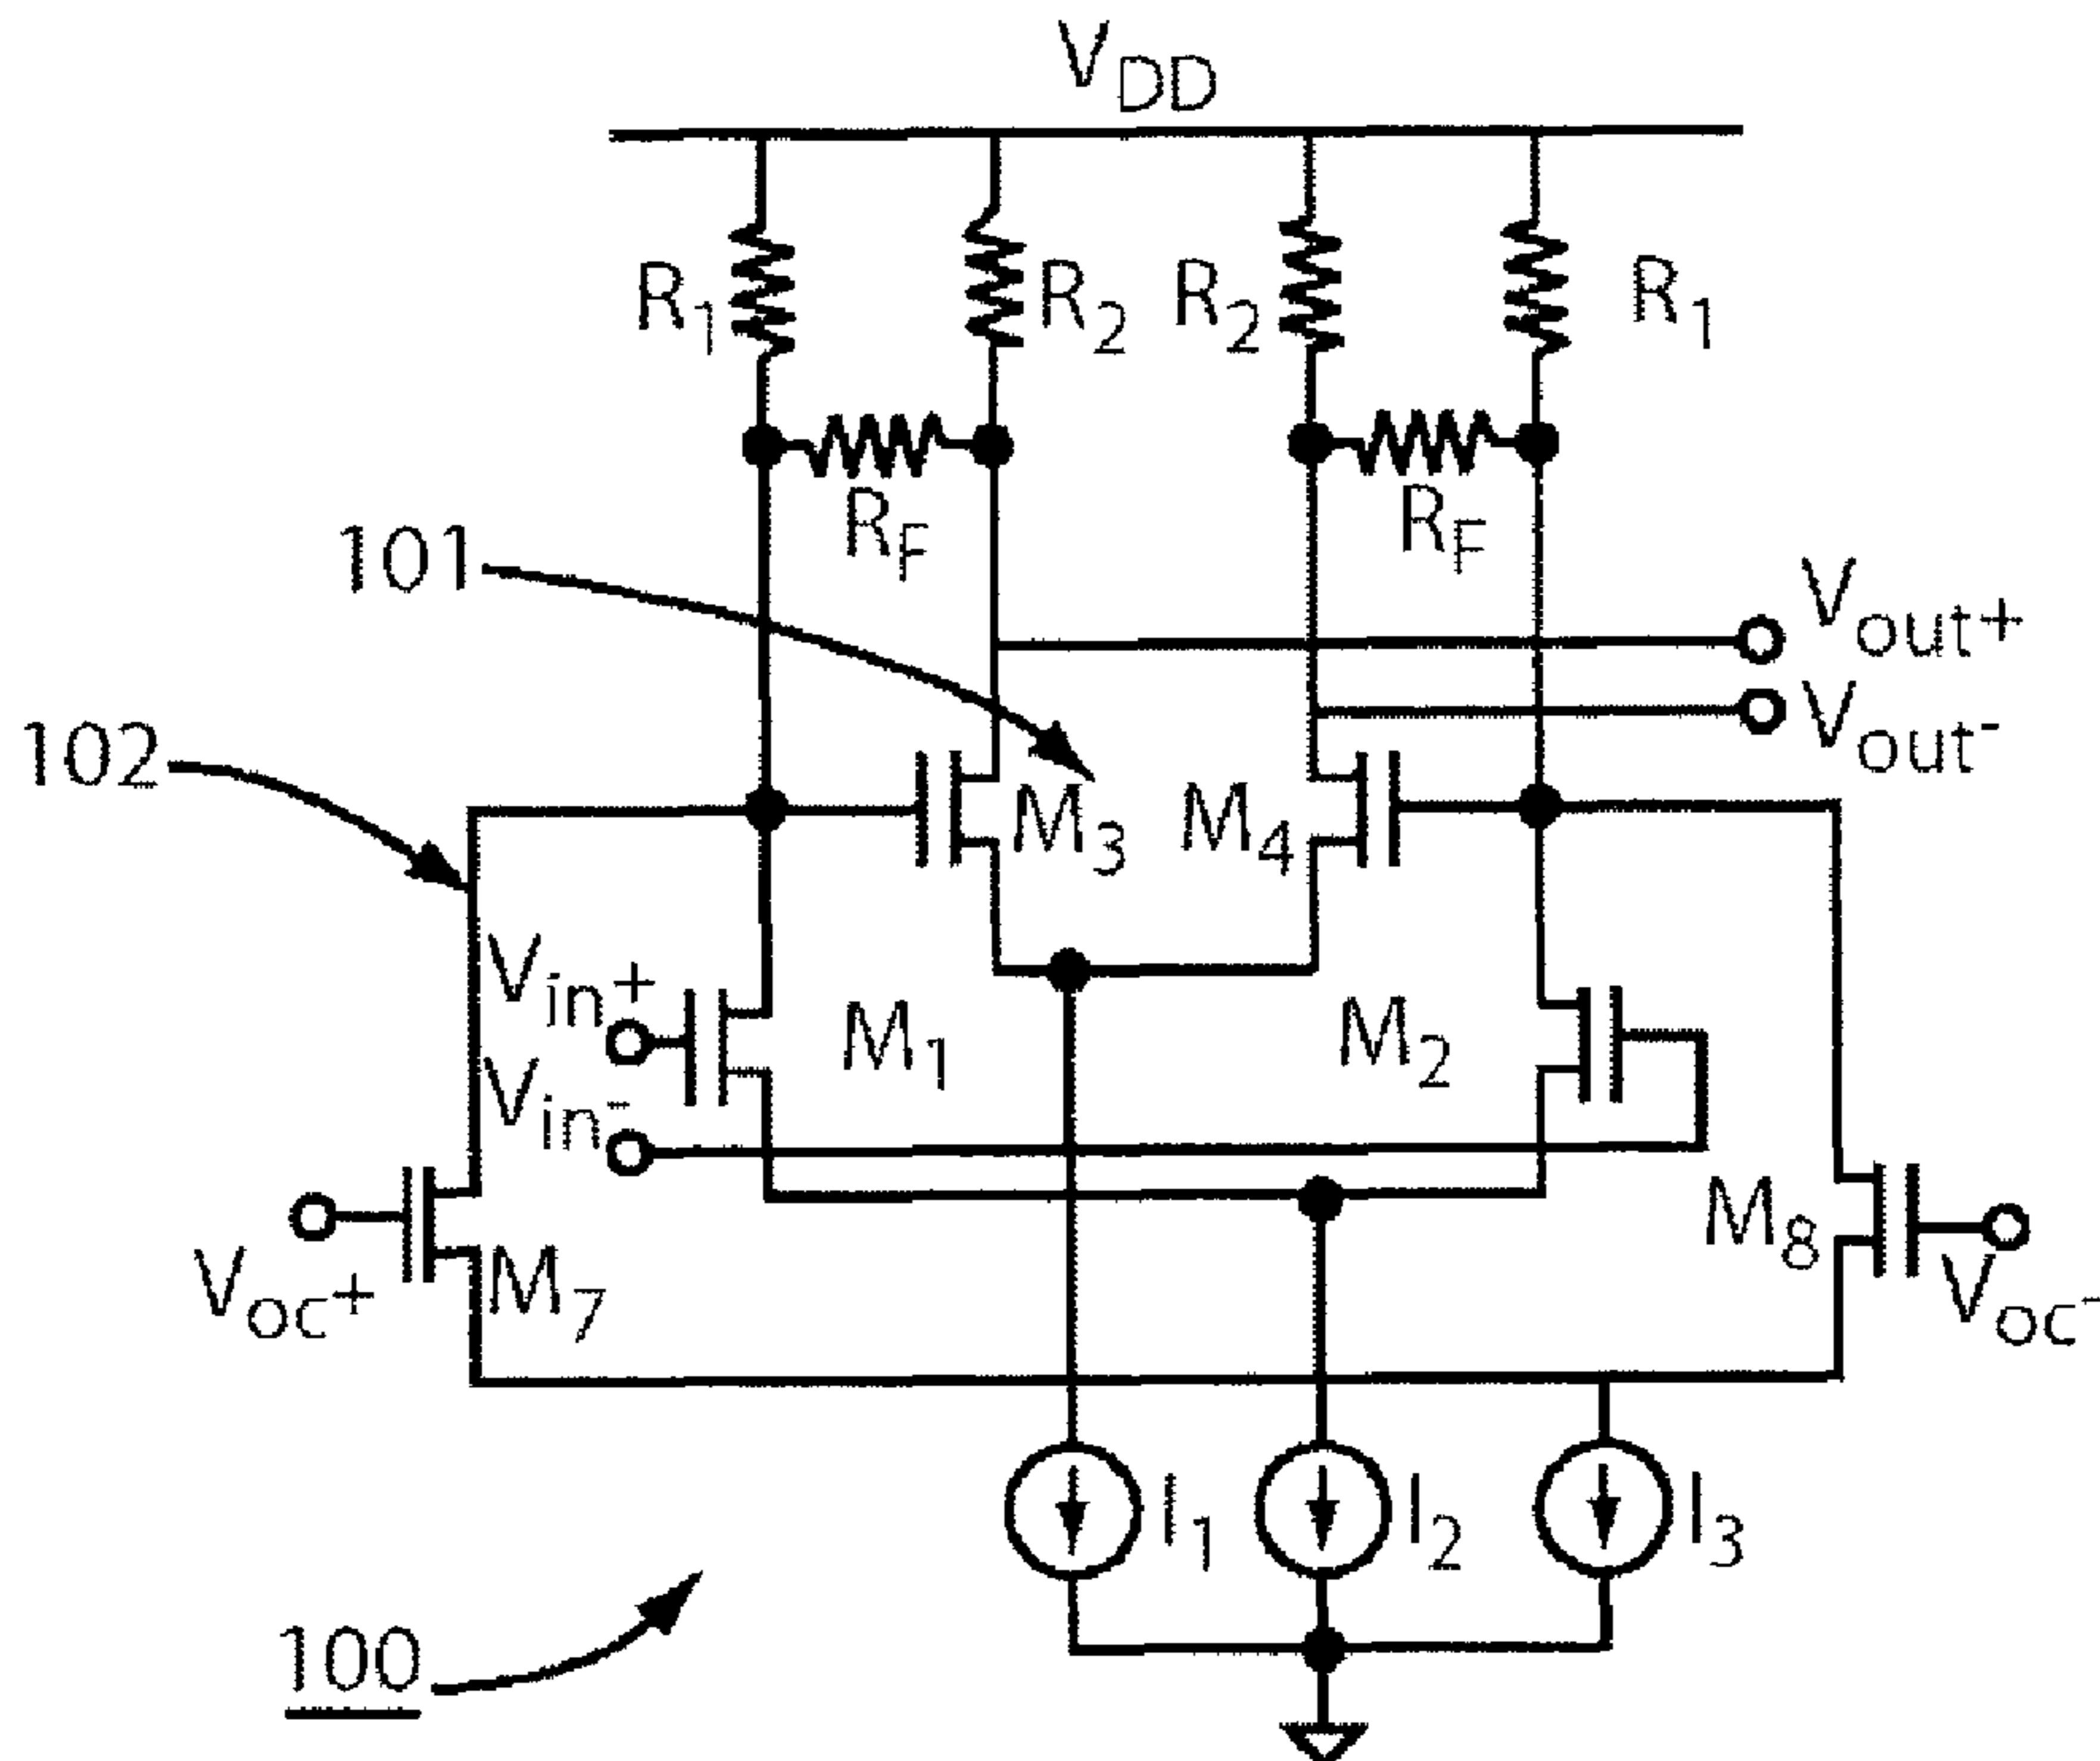 VDD
R1
R2
R2
R1
RF
RF
101
Vout+
Vout-
102
M3
M4
Vin+
M1
M2
Vin-
M8
Voc+
M7
Voc-
I1
I2
I3
100